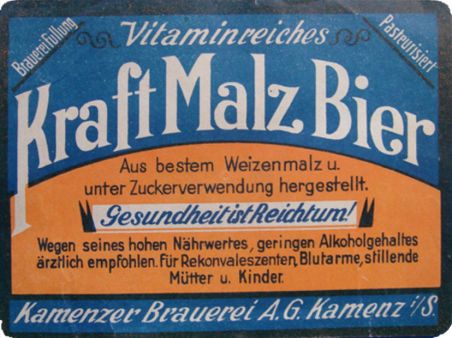 Brauereifüllung
Vitaminreiches
Pasteurisiert
Kraft Malz Bier
Aus bestem Weizenmalz u.
unter Zuckerverwendung hergestellt.
Gesundheit ist Reichtum!
Wegen seines hohen Nährwertes, geringen Alkoholgehaltes
ärztlich empfohlen. Für Rekonvaleszenten, Blutarme, stillende
Mütter u. Kinder.
Kamenzer Brauerei A.G. Kamenz i/S.